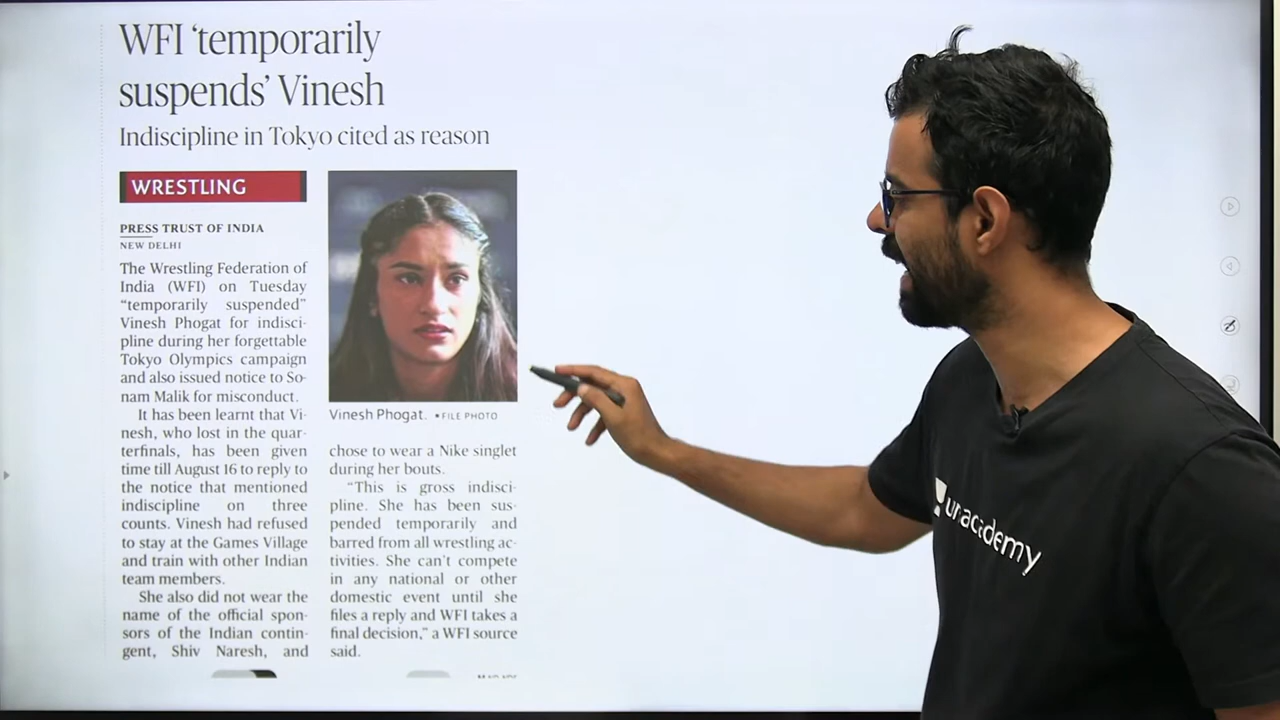 WFI ‘temporarily
suspends’ Vinesh
Indiscipline in Tokyo cited as reason
WRESTLING
PRESS TRUST OF INDIA
NEW DELHI
The Wrestling Federation of
India (WFI) on Tuesday
“temporarily suspended”
Vinesh Phogat for indisci-
pline during her forgettable
Tokyo Olympics campaign
and also issued notice to So-
nam Malik for misconduct.
It has been learnt that Vi-
nesh, who lost in the quar-
terfinals, has been given
time till August 16 to reply to
the notice that mentioned
indiscipline on three
counts. Vinesh had refused
to stay at the Games Village
and train with other Indian
team members.
She also did not wear the
name of the official spon-
sors of the Indian contin-
gent, Shiv Naresh, and
Vinesh Phogat. •FILE PHOTO
chose to wear a Nike singlet
during her bouts.
“This is gross indisci-
pline. She has been sus-
pended temporarily and
barred from all wrestling ac-
tivities. She can't compete
in any national or other
domestic event until she
files a reply and WFI takes a
final decision,” a WFI source
said.
unacademy